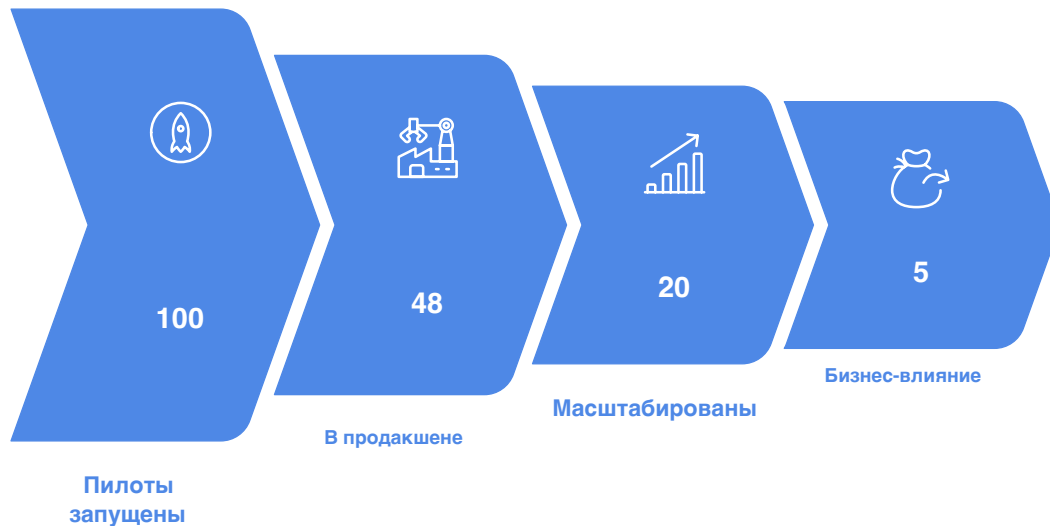 100
48
20
5
Пилоты
запущены
В продакшене
Масштабированы
Бизнес-влияние